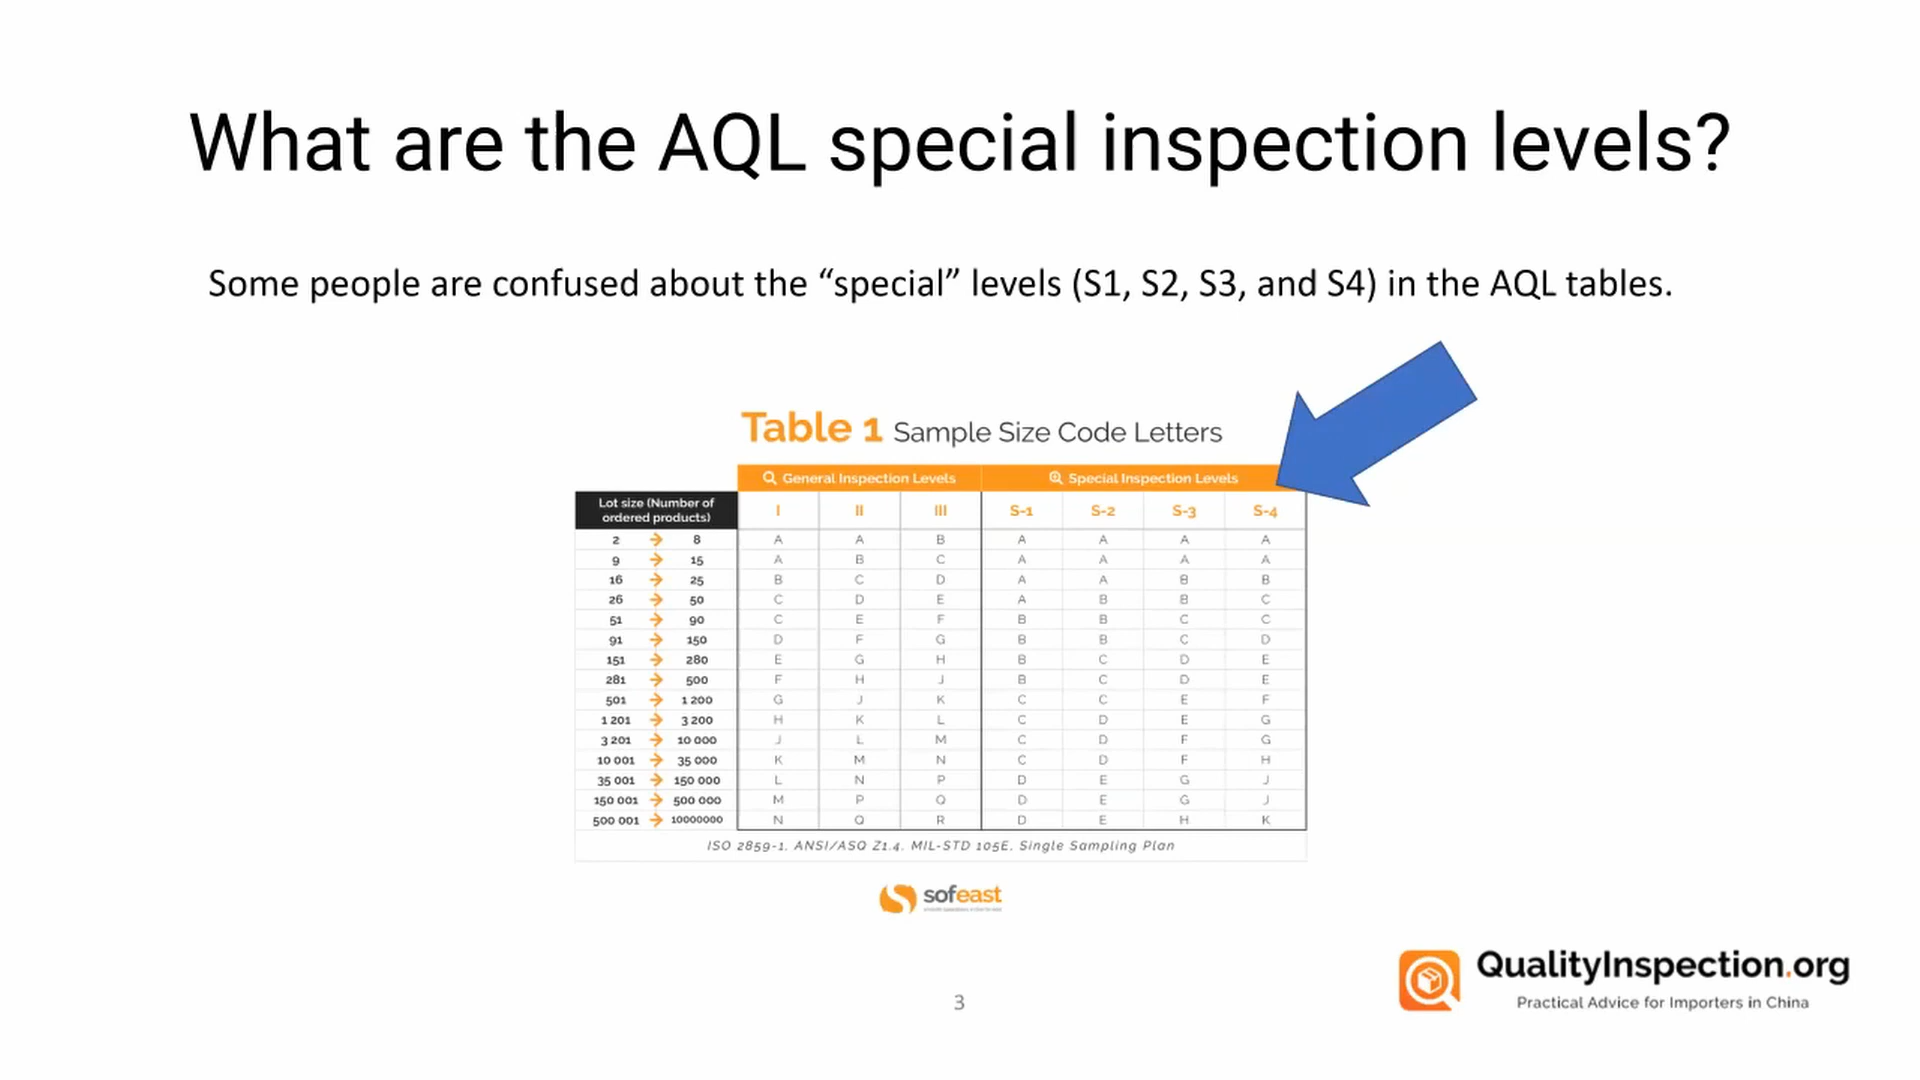 What are the AQL special inspection levels?
Some people are confused about the “special” levels (S1, S2, S3, and S4) in the AQL tables.
Table 1 Sample Size Code Letters
General Inspection Levels Special Inspection Levels
Lot size (Number of
ordered products)
I II III S-1 S-2 S-3 S-4
2 → 8 A A B A A A A
9 → 15 A B C A A A A
16 → 25 B C D A A B B
26 → 50 C D E A B B C
51 → 90 C E F B B C C
91 → 150 D F G B B C D
151 → 280 E G H B C D E
281 → 500 F H J B C D E
501 → 1 200 G J K C C E F
1 201 → 3 200 H K L C D E G
3 201 → 10 000 J L M C D F G
10 001 → 35 000 K M N C D F H
35 001 → 150 000 L N P D E G J
150 001 → 500 000 M P Q D E G J
500 001 → 10000000 N Q R D E H K
ISO 2859-1, ANSI/ASQ Z1.4, MIL-STD 105E, Single Sampling Plan
sofeast
QualityInspection.org
Practical Advice for Importers in China
3